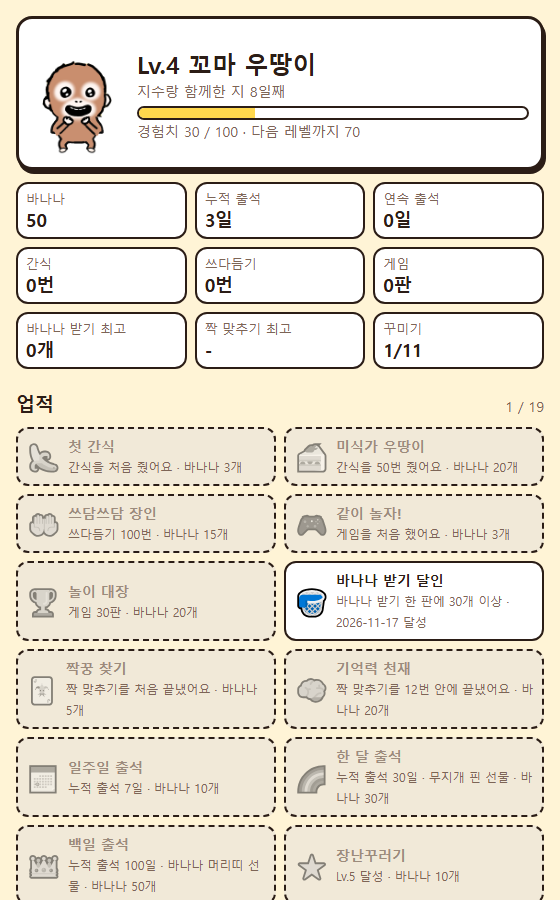 Lv.4 꼬마 우땅이
지수랑 함께한 지 8일째
경험치 30 / 100 · 다음 레벨까지 70
바나나
50
누적 출석
3일
연속 출석
0일
간식
0번
쓰다듬기
0번
게임
0판
바나나 받기 최고
0개
짝 맞추기 최고
-
꾸미기
1/11
업적
1 / 19
첫 간식
간식을 처음 줬어요 · 바나나 3개
미식가 우땅이
간식을 50번 줬어요 · 바나나 20개
쓰담쓰담 장인
쓰다듬기 100번 · 바나나 15개
같이 놀자!
게임을 처음 했어요 · 바나나 3개
놀이 대장
게임 30판 · 바나나 20개
바나나 받기 달인
바나나 받기 한 판에 30개 이상 ·
2026-11-17 달성
짝꿍 찾기
짝 맞추기를 처음 끝냈어요 · 바나나
5개
기억력 천재
짝 맞추기를 12번 안에 끝냈어요 · 바
나나 20개
일주일 출석
누적 출석 7일 · 바나나 10개
한 달 출석
누적 출석 30일 · 무지개 핀 선물 · 바
나나 30개
백일 출석
누적 출석 100일 · 바나나 머리띠 선
물 · 바나나 50개
장난꾸러기
Lv.5 달성 · 바나나 10개